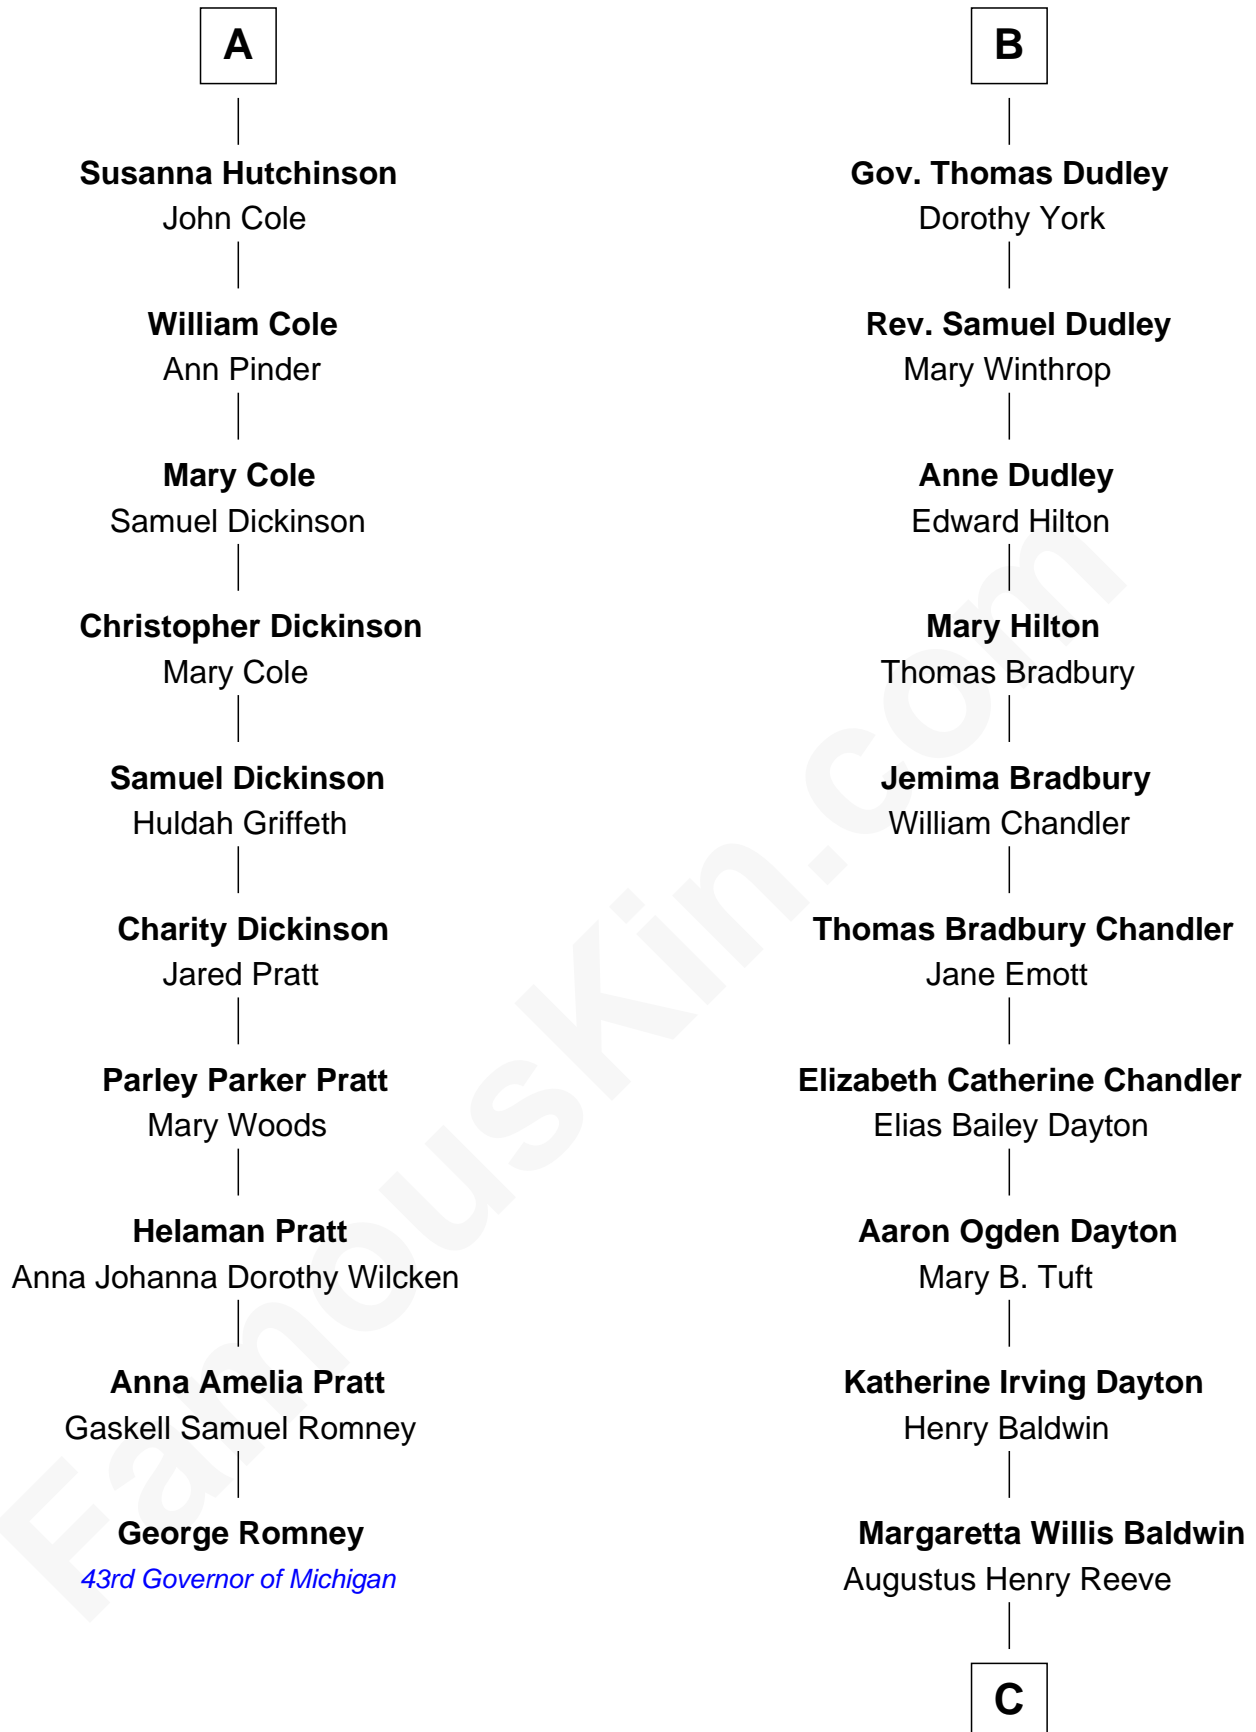 A
Susanna Hutchinson
John Cole
William Cole
Ann Pinder
Mary Cole
Samuel Dickinson
Christopher Dickinson
Mary Cole
Samuel Dickinson
Huldah Griffeth
Charity Dickinson
Jared Pratt
Parley Parker Pratt
Mary Woods
Helaman Pratt
Anna Johanna Dorothy Wilcken
Anna Amelia Pratt
Gaskell Samuel Romney
George Romney
43rd Governor of Michigan
B
Gov. Thomas Dudley
Dorothy York
Rev. Samuel Dudley
Mary Winthrop
Anne Dudley
Edward Hilton
Mary Hilton
Thomas Bradbury
Jemima Bradbury
William Chandler
Thomas Bradbury Chandler
Jane Emott
Elizabeth Catherine Chandler
Elias Bailey Dayton
Aaron Ogden Dayton
Mary B. Tuft
Katherine Irving Dayton
Henry Baldwin
Margaretta Willis Baldwin
Augustus Henry Reeve
C
FamousKin.com